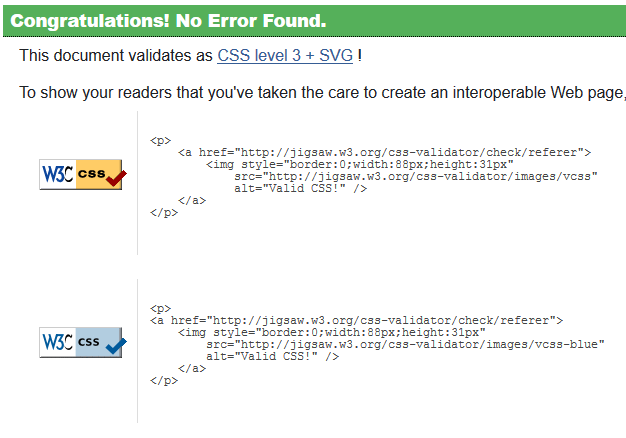 Congratulations! No Error Found.
This document validates as CSS level 3 + SVG !
To show your readers that you've taken the care to create an interoperable Web page,
<p>
<a href="http://jigsaw.w3.org/css-validator/check/referer">
<img style="border:0;width:88px;height:31px"
src="http://jigsaw.w3.org/css-validator/images/vcss"
alt="Valid CSS!" />
</a>
</p>
W3C css
<p>
<a href="http://jigsaw.w3.org/css-validator/check/referer">
<img style="border:0;width:88px;height:31px"
src="http://jigsaw.w3.org/css-validator/images/vcss-blue"
alt="Valid CSS!" />
</a>
</p>
W3C css